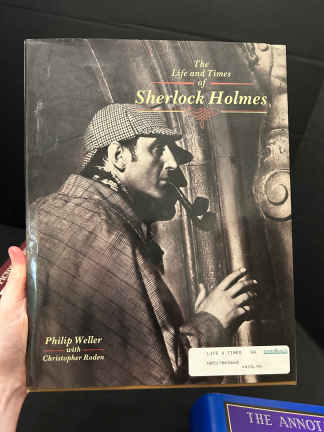 The
Life and Times
of
Sherlock Holmes
Philip Weller
with
Christopher Roden
LIFE & TIMES
THE ANNOT